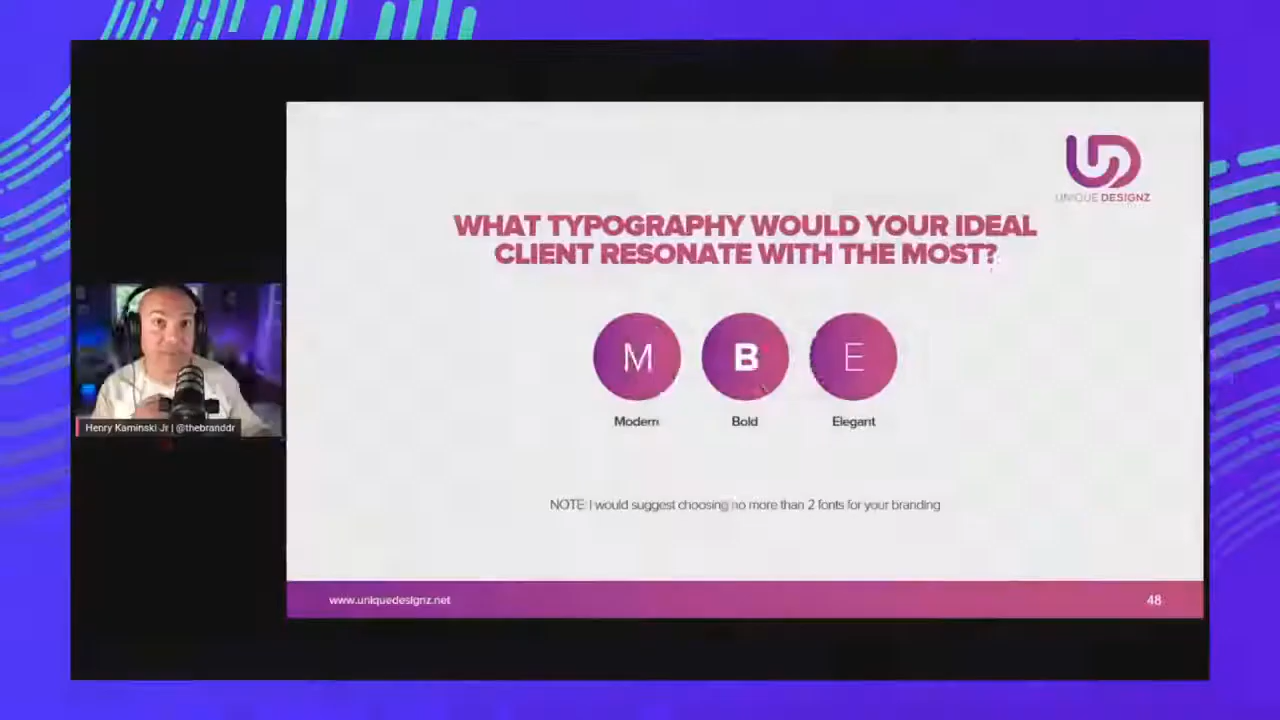 UNIQUE DESIGNZ
WHAT TYPOGRAPHY WOULD YOUR IDEAL
CLIENT RESONATE WITH THE MOST?
M B E
Modern Bold Elegant
NOTE: I would suggest choosing no more than 2 fonts for your branding
www.uniquedesignz.net 48
Henry Kaminski Jr | @thebranddr